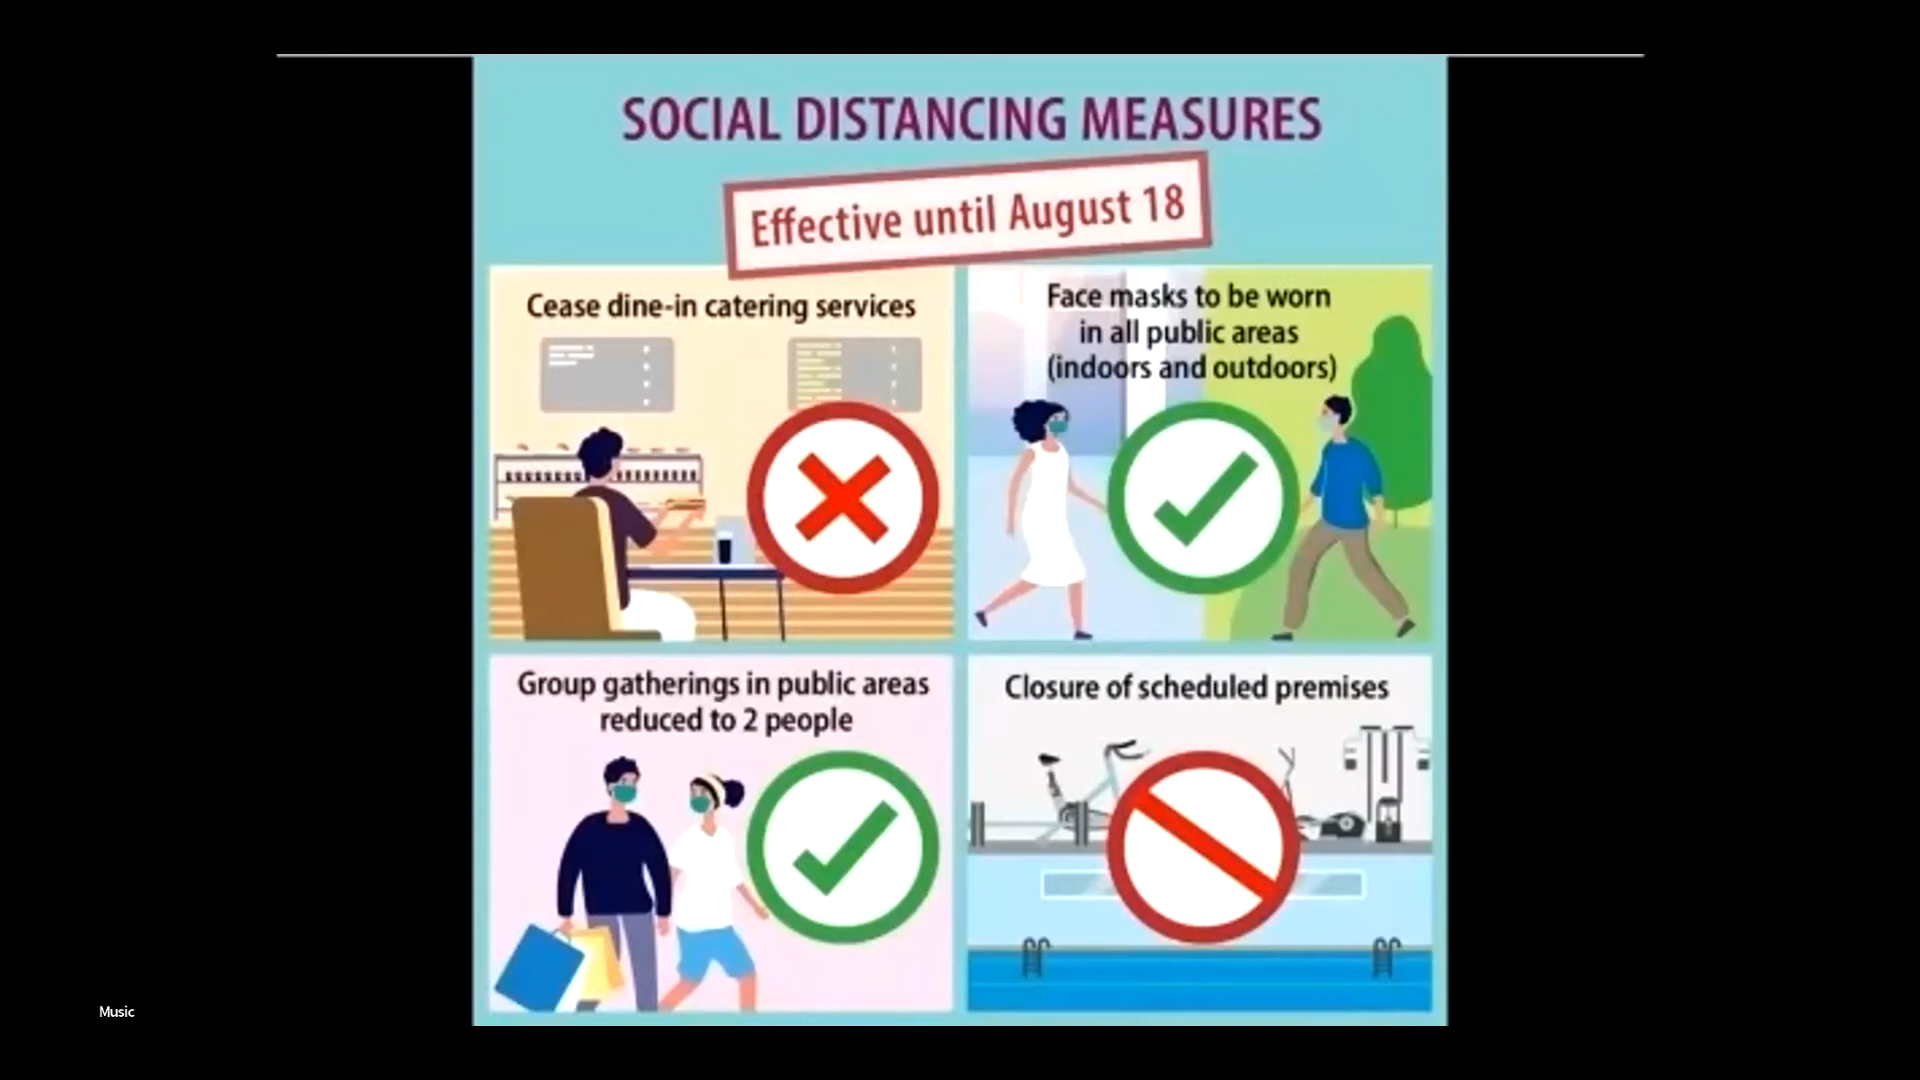 SOCIAL DISTANCING MEASURES
Effective until August 18
Cease dine-in catering services
Face masks to be worn
in all public areas
(indoors and outdoors)
Group gatherings in public areas
reduced to 2 people
Closure of scheduled premises
Music